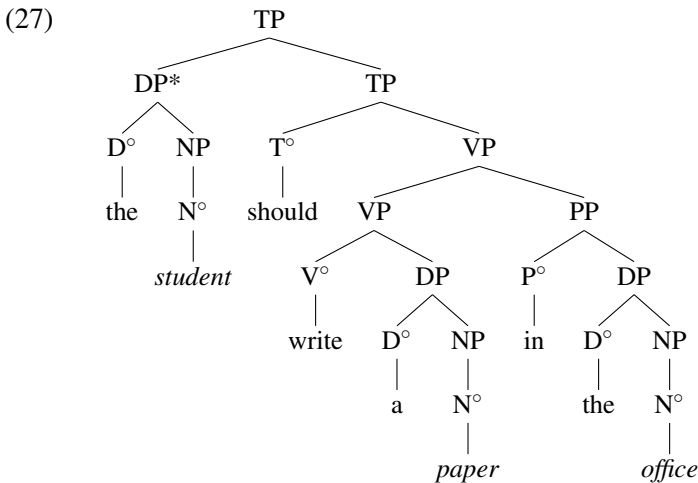 (27) TP
DP* TP
D° NP T° VP
the N° should VP PP
student V° DP P° DP
write D° NP in D° NP
a N° the N°
paper office